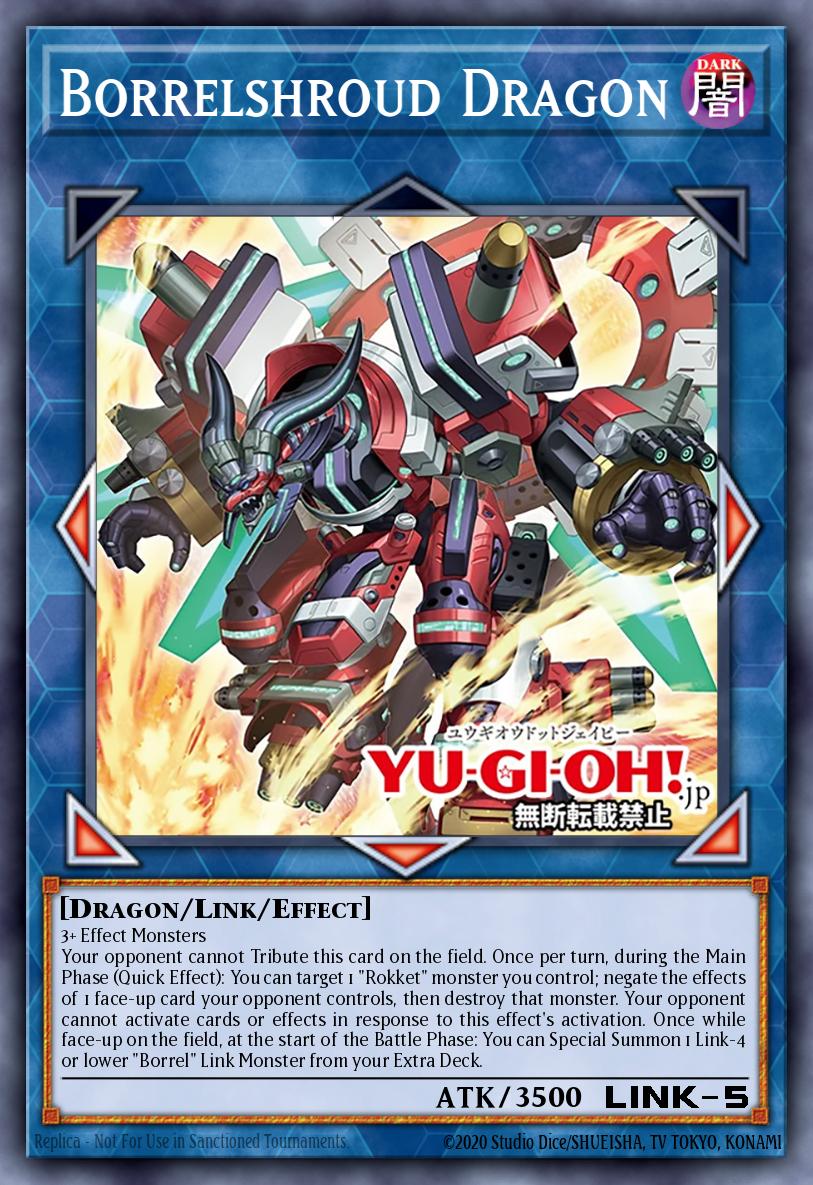 BORRELSHROUD DRAGON
DARK
闇
ユウギオウドットジェイピー
YU-GI-OH!.jp
無断転載禁止
[DRAGON/LINK/EFFECT]
3+ Effect Monsters
Your opponent cannot Tribute this card on the field. Once per turn, during the Main
Phase (Quick Effect): You can target 1 "Rokket" monster you control; negate the effects
of 1 face-up card your opponent controls, then destroy that monster. Your opponent
cannot activate cards or effects in response to this effect's activation. Once while
face-up on the field, at the start of the Battle Phase: You can Special Summon 1 Link-4
or lower "Borrel" Link Monster from your Extra Deck.
ATK/3500 LINK-5
Replica - Not For Use in Sanctioned Tournaments.
©2020 Studio Dice/SHUEISHA, TV TOKYO, KONAMI